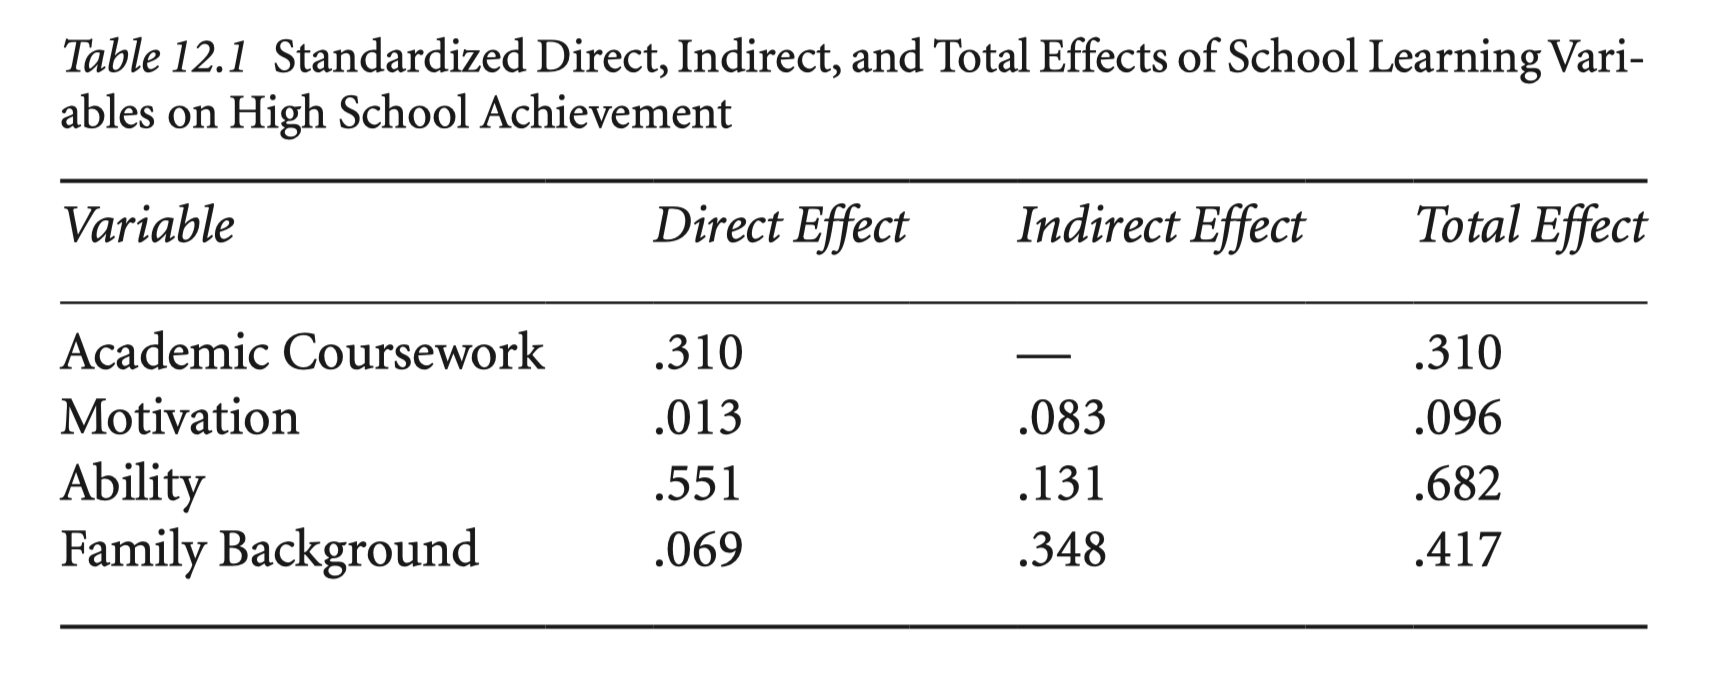 Table 12.1 Standardized Direct, Indirect, and Total Effects of School Learning Vari-
ables on High School Achievement
Variable Direct Effect Indirect Effect Total Effect
Academic Coursework .310 — .310
Motivation .013 .083 .096
Ability .551 .131 .682
Family Background .069 .348 .417